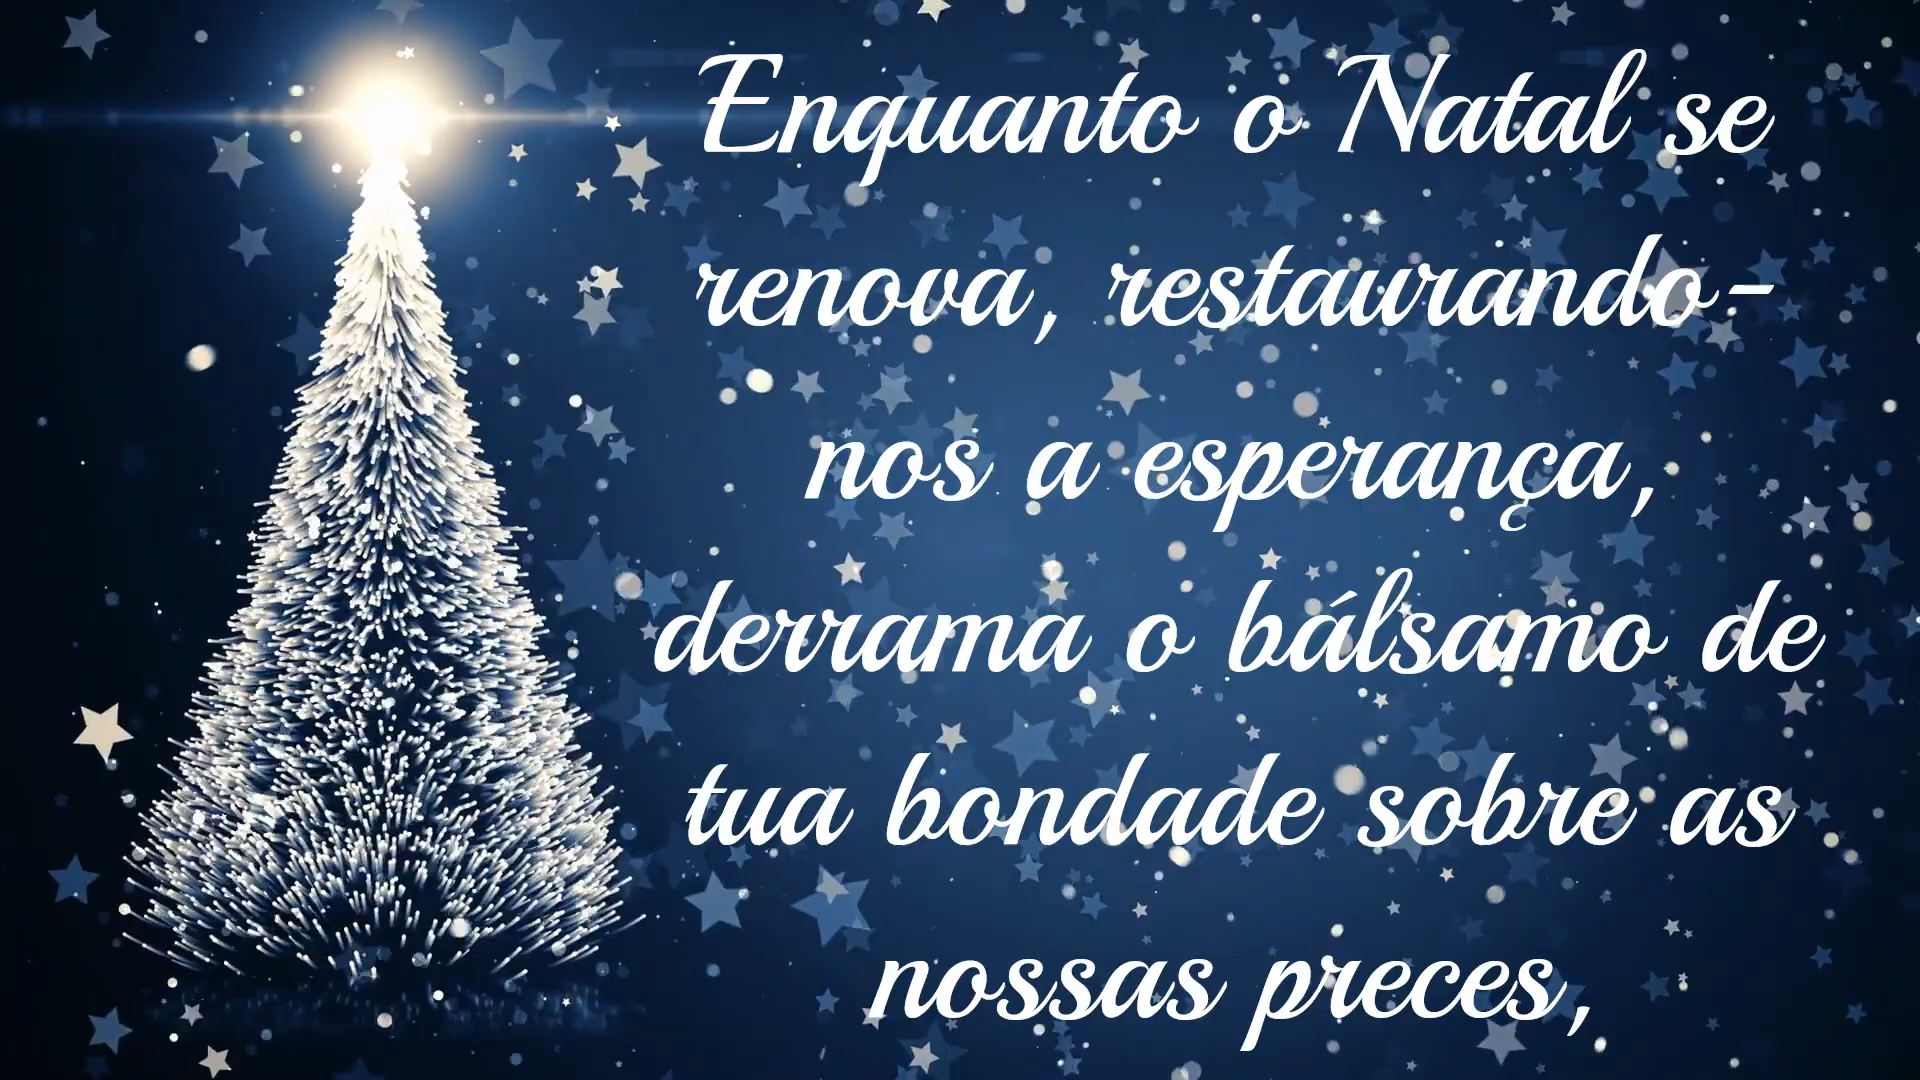 Enquanto o Natal se
renova, restaurando-
nos a esperança,
derrama o bálsamo de
tua bondade sobre as
nossas preces,